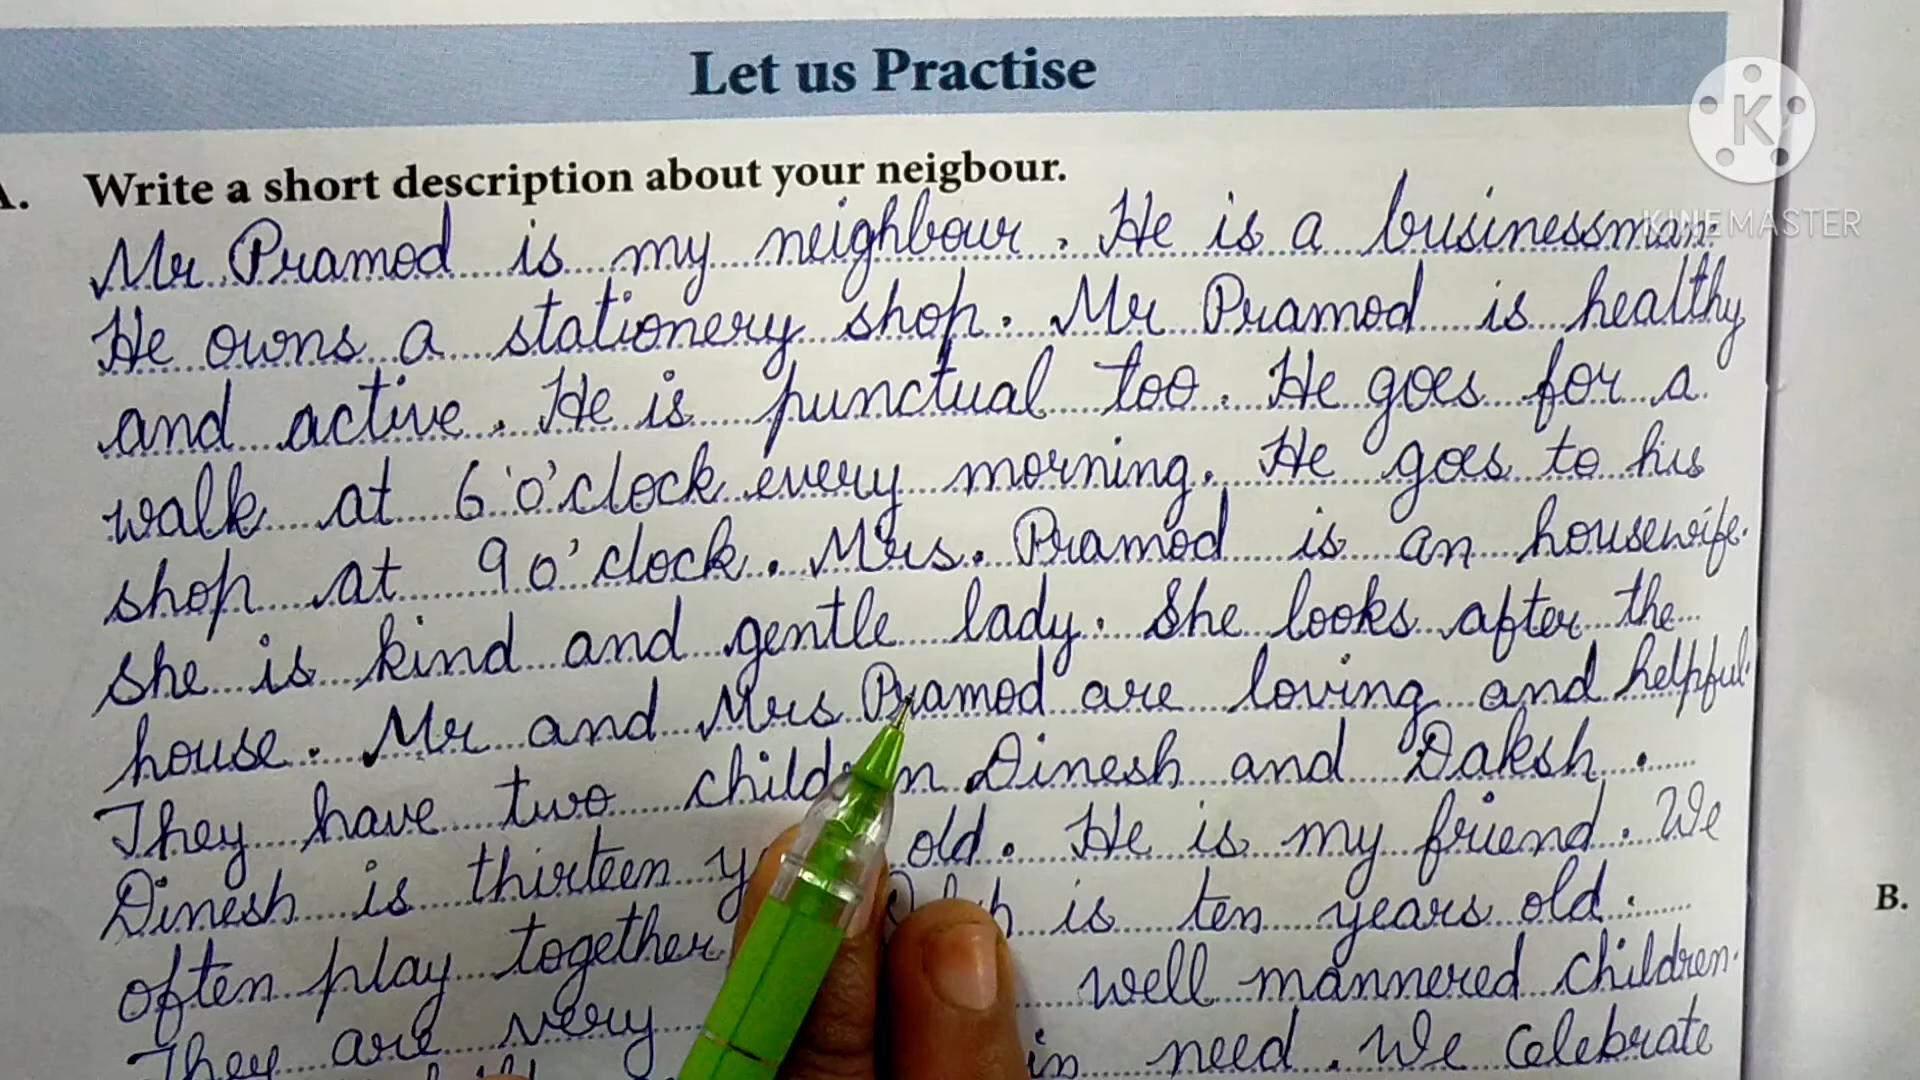 Let us Practise
K
KINEMASTER
A. Write a short description about your neigbour.
Mr Pramod is my neighbour. He is a businessman.
He owns a stationery shop. Mr Pramod is healthy
and active. He is punctual too. He goes for a
walk at 6 'o'clock every morning. He goes to his
shop at 9 o'clock. Mrs. Pramod is an housewife.
She is kind and gentle lady. She looks after the
house. Mr and Mrs Pramod are loving and helpful.
They have two children Dinesh and Daksh.
Dinesh is thirteen old. He is my friend. We
often play together is ten years old.
They are very well mannered children.
in need. We celebrate
B.